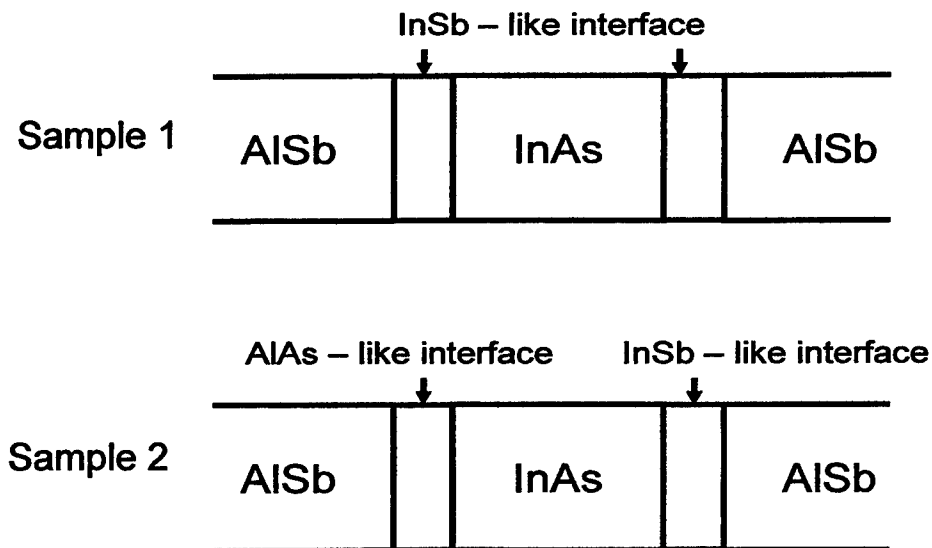 InSb – like interface
Sample 1
AlSb InAs AlSb
AlAs – like interface InSb – like interface
Sample 2
AlSb InAs AlSb